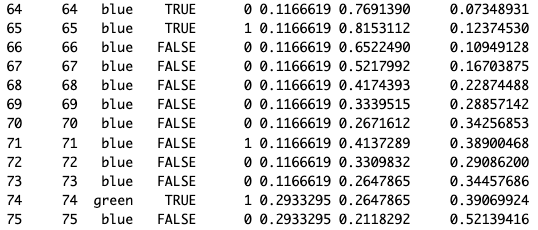 64 64 blue TRUE 0 0.1166619 0.7691390 0.07348931
65 65 blue TRUE 1 0.1166619 0.8153112 0.12374530
66 66 blue FALSE 0 0.1166619 0.6522490 0.10949128
67 67 blue FALSE 0 0.1166619 0.5217992 0.16703875
68 68 blue FALSE 0 0.1166619 0.4174393 0.22874488
69 69 blue FALSE 0 0.1166619 0.3339515 0.28857142
70 70 blue FALSE 0 0.1166619 0.2671612 0.34256853
71 71 blue FALSE 1 0.1166619 0.4137289 0.38900468
72 72 blue FALSE 0 0.1166619 0.3309832 0.29086200
73 73 blue FALSE 0 0.1166619 0.2647865 0.34457686
74 74 green TRUE 1 0.2933295 0.2647865 0.39069924
75 75 blue FALSE 0 0.2933295 0.2118292 0.52139416